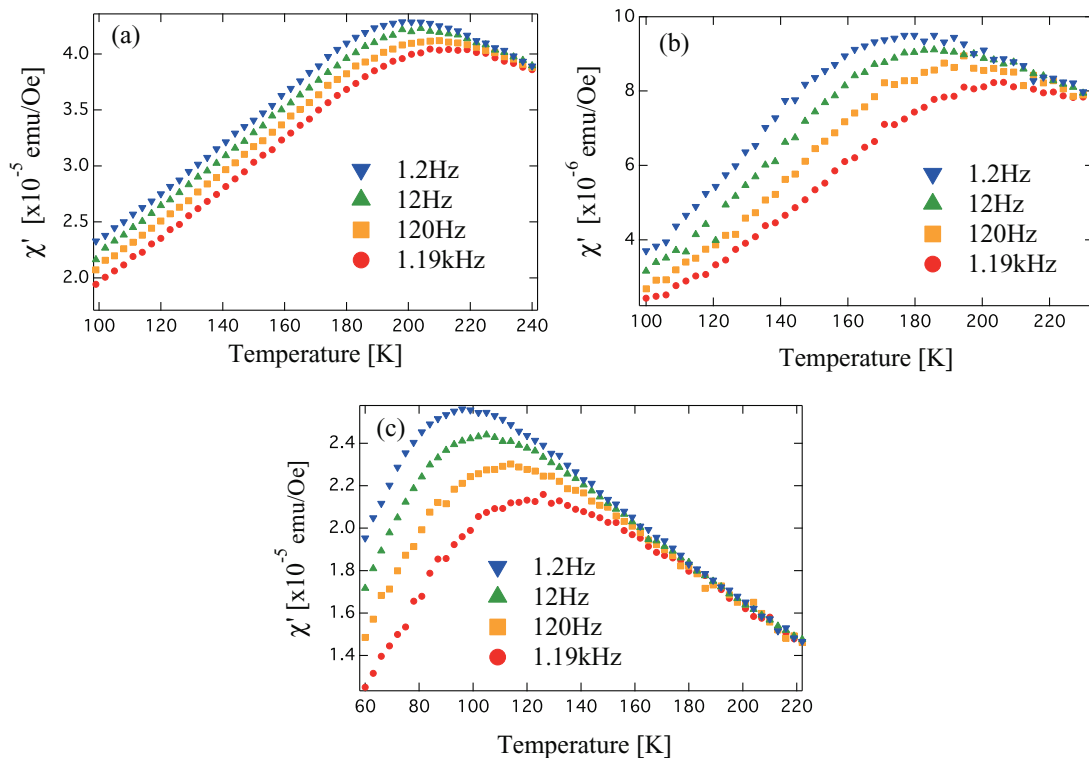 (a)
χ' [x10⁻⁵ emu/Oe]
4.0
3.5
3.0
2.5
2.0
1.2Hz
12Hz
120Hz
1.19kHz
100 120 140 160 180 200 220 240
Temperature [K]
(b)
χ' [x10⁻⁶ emu/Oe]
10
8
6
4
1.2Hz
12Hz
120Hz
1.19kHz
100 120 140 160 180 200 220
Temperature [K]
(c)
χ' [x10⁻⁵ emu/Oe]
2.4
2.2
2.0
1.8
1.6
1.4
1.2Hz
12Hz
120Hz
1.19kHz
60 80 100 120 140 160 180 200 220
Temperature [K]